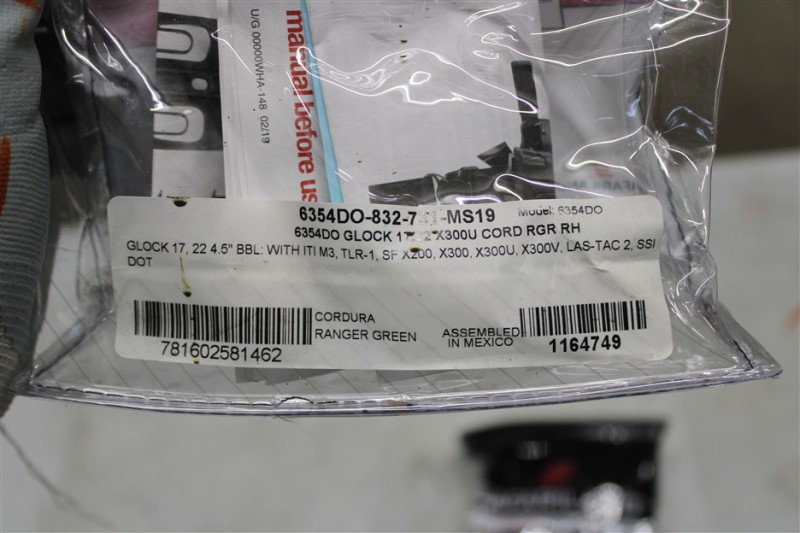 manual before us
U/G 00000WHA-148 02/19
6354DO-832- -MS19 Model: 6354DO
6354DO GLOCK X300U CORD RGR RH
GLOCK 17, 22 4.5" BBL: WITH ITI M3, TLR-1, SF X200, X300, X300U, X300V, LAS-TAC 2, SSI
DOT
CORDURA
RANGER GREEN
ASSEMBLED
IN MEXICO
781602581462
1164749